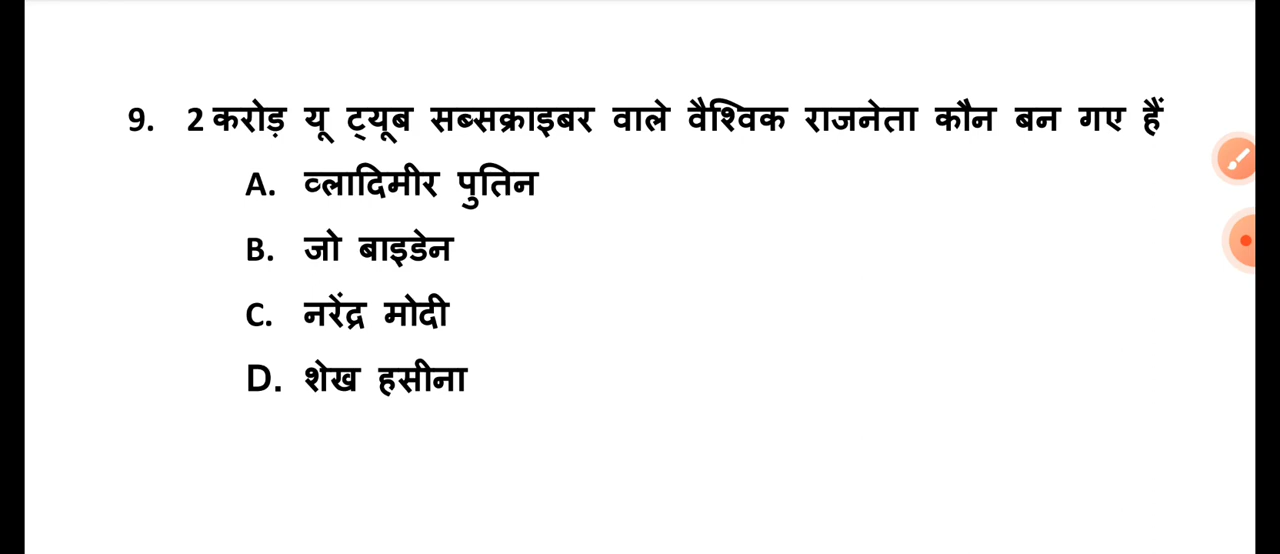 9. 2 करोड़ यू ट्यूब सब्सक्राइबर वाले वैश्विक राजनेता कौन बन गए हैं
A. व्लादिमीर पुतिन
B. जो बाइडेन
C. नरेंद्र मोदी
D. शेख हसीना